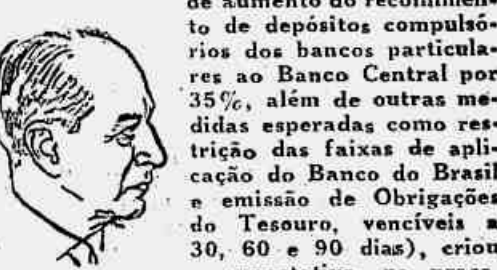 de aumento do recolhimen-
to de depósitos compulsó-
rios dos bancos particula-
res ao Banco Central por
35%, além de outras me-
didas esperadas como res-
trição das faixas de apli-
cação do Banco do Brasil
e emissão de Obrigações
do Tesouro, vencíveis a
30, 60 e 90 dias), criou